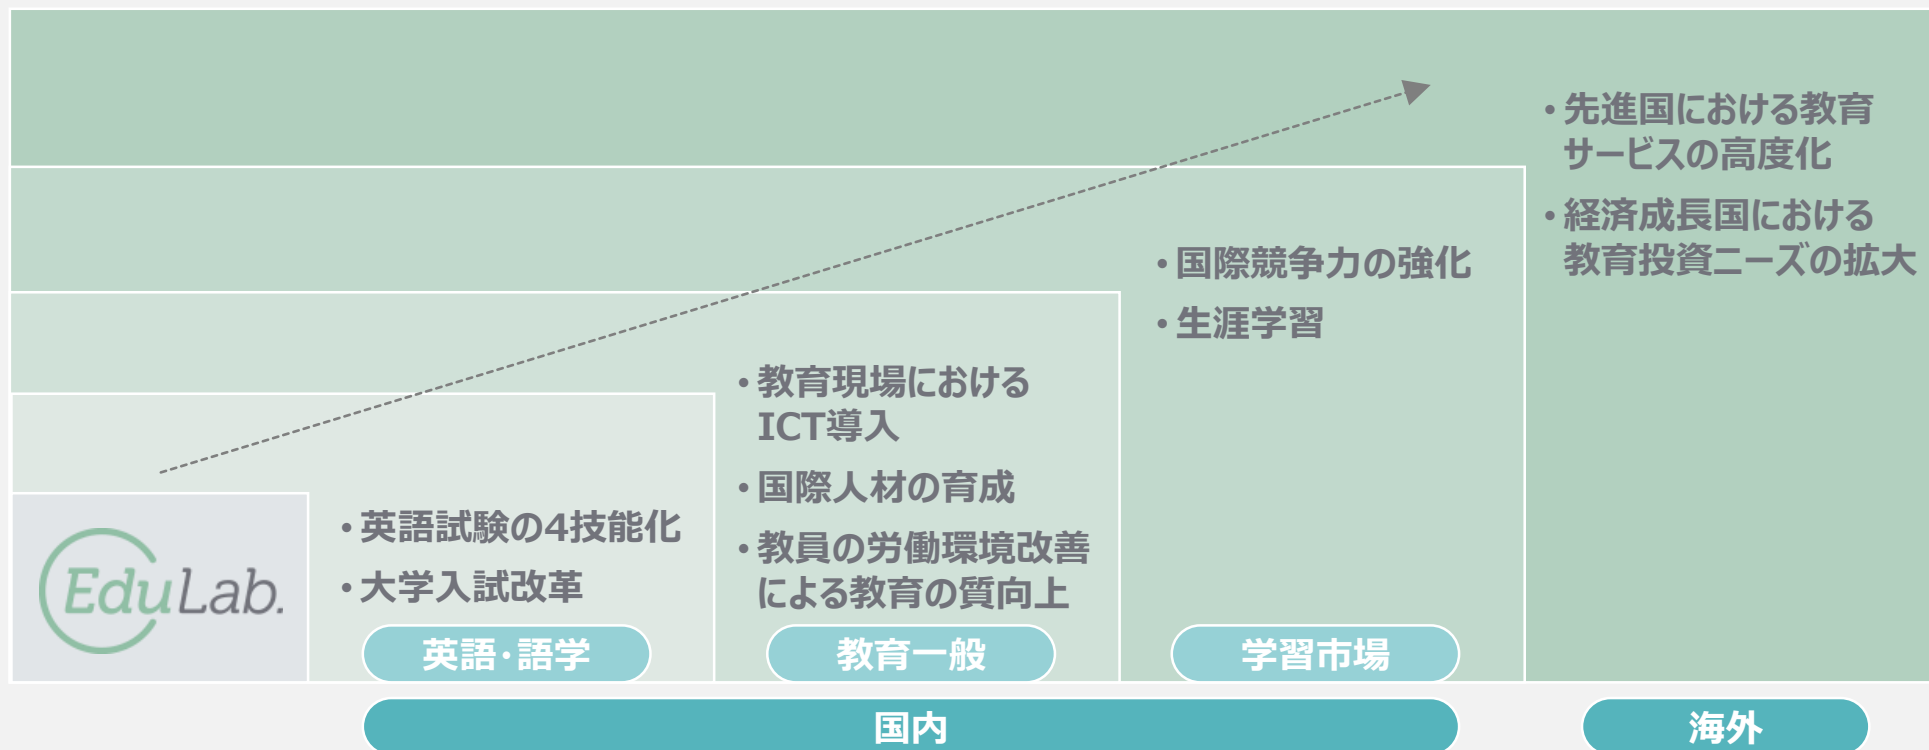 EduLab.
• 英語試験の4技能化
• 大学入試改革
英語・語学
• 教育現場における
ICT導入
• 国際人材の育成
• 教員の労働環境改善
による教育の質向上
教育一般
• 国際競争力の強化
• 生涯学習
学習市場
• 先進国における教育
サービスの高度化
• 経済成長国における
教育投資ニーズの拡大
国内
海外